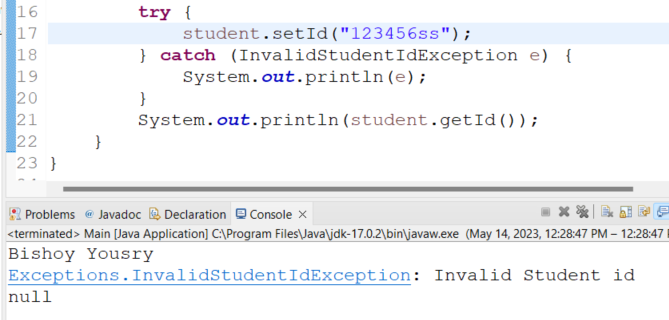 16 try {
17 student.setId("123456ss");
18 } catch (InvalidStudentIdException e) {
19 System.out.println(e);
20 }
21 System.out.println(student.getId());
22 }
23 }
Problems @ Javadoc Declaration Console
<terminated> Main [Java Application] C:\Program Files\Java\jdk-17.0.2\bin\javaw.exe (May 14, 2023, 12:28:47 PM – 12:28:47
Bishoy Yousry
Exceptions.InvalidStudentIdException: Invalid Student id
null